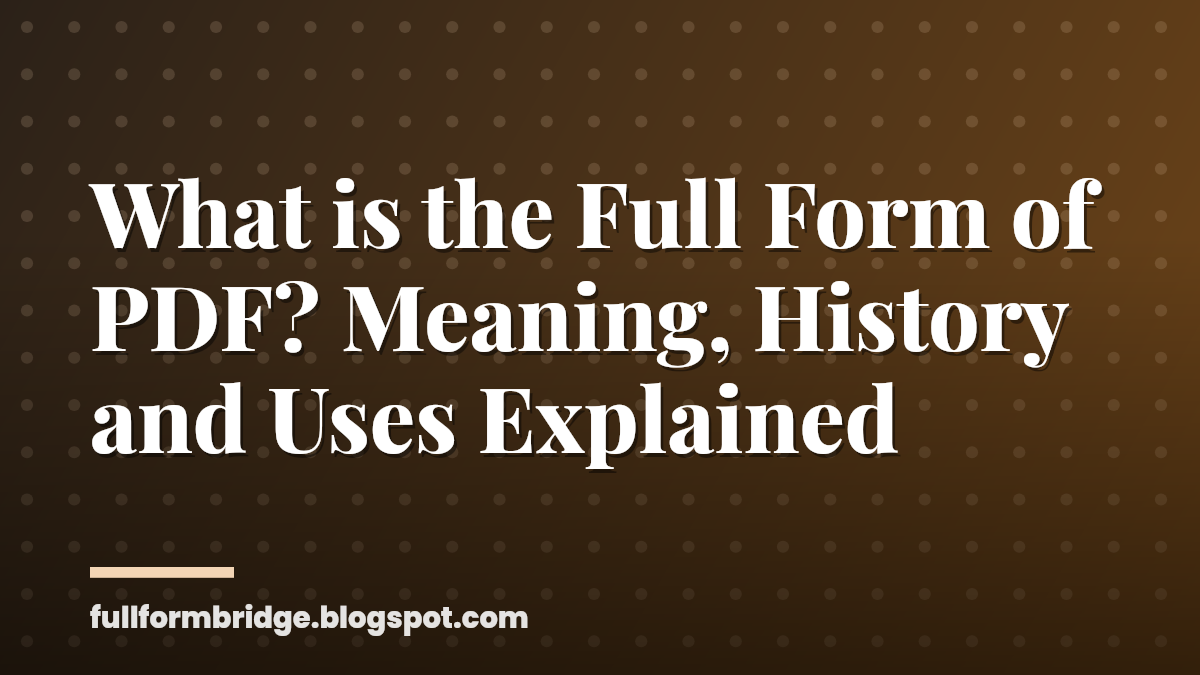 What is the Full Form of
PDF? Meaning, History
and Uses Explained
fullformbridge.blogspot.com